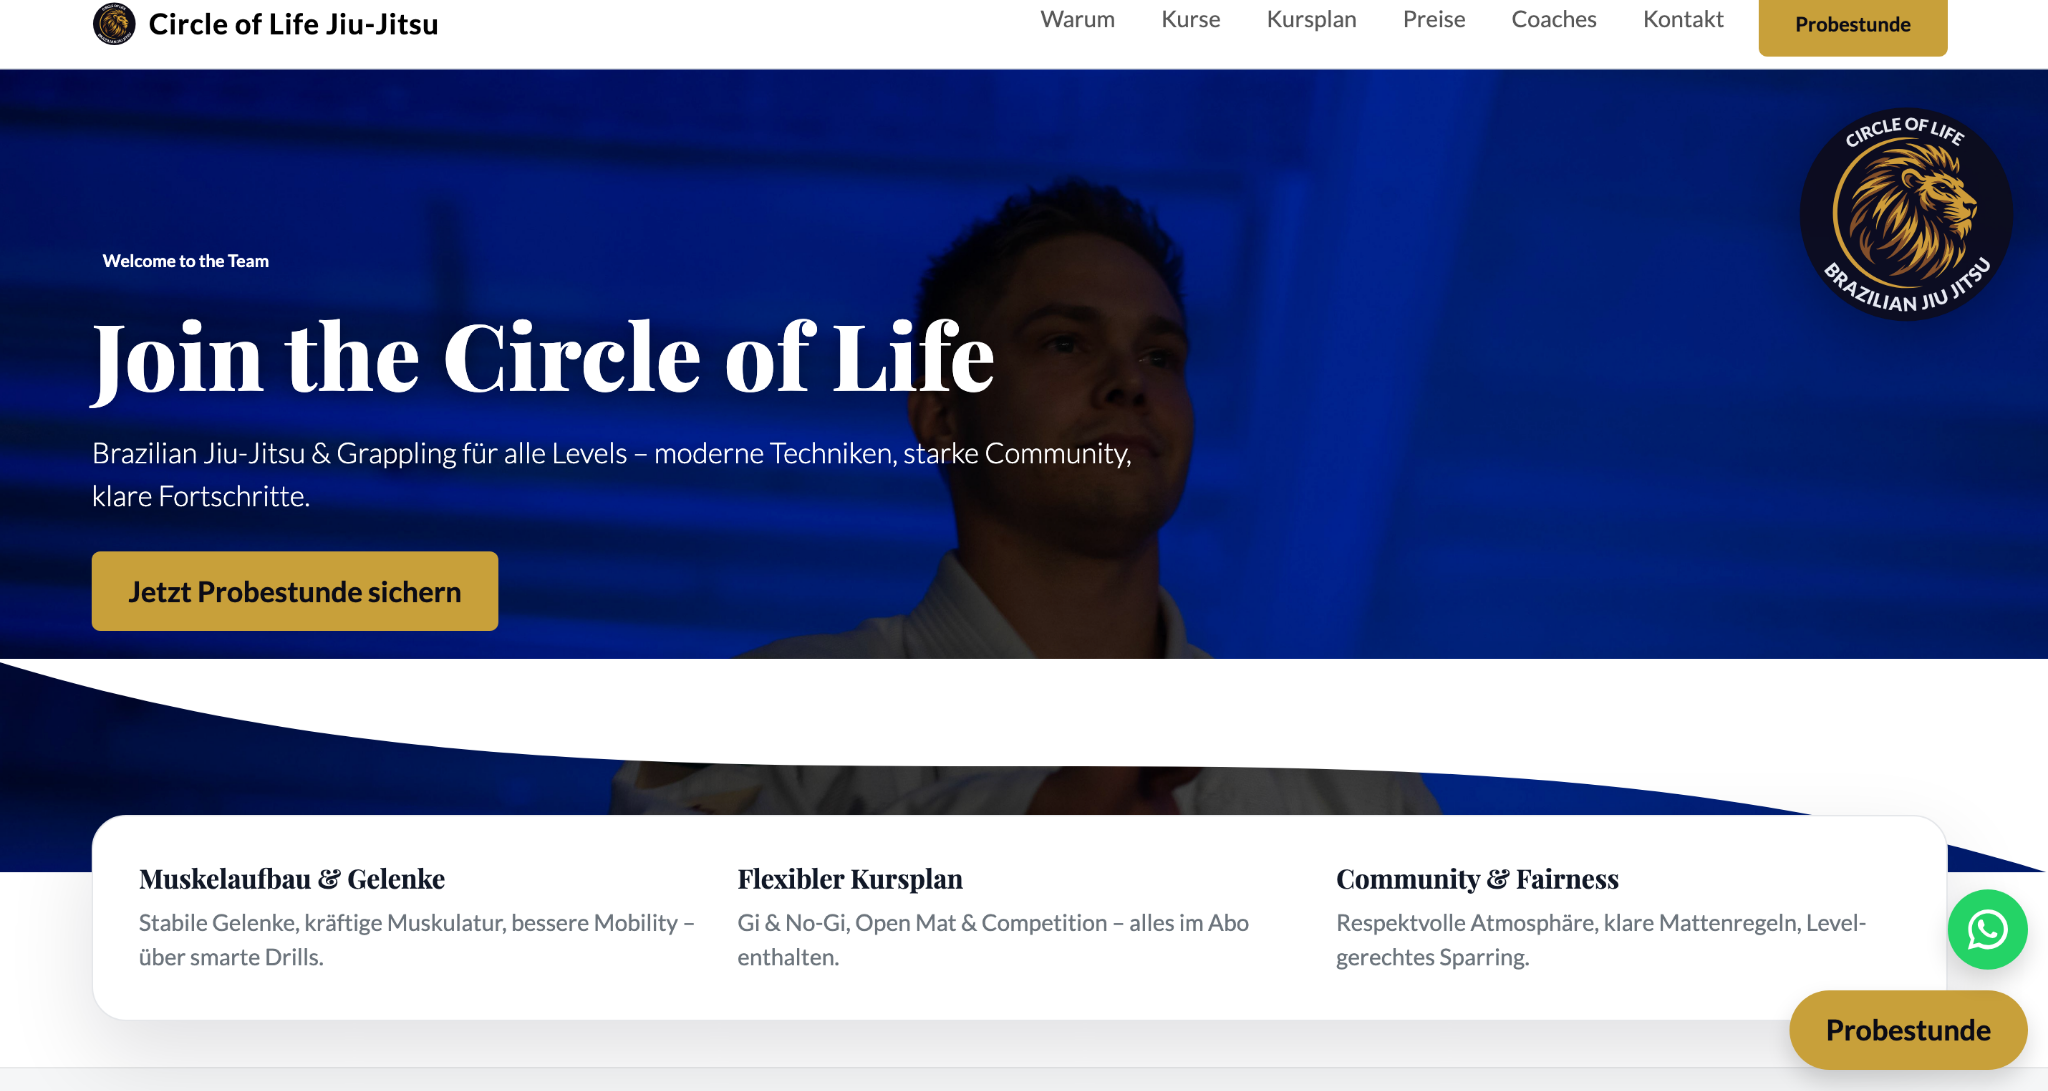 Circle of Life Jiu-Jitsu
Warum
Kurse
Kursplan
Preise
Coaches
Kontakt
Probestunde
CIRCLE OF LIFE
BRAZILIAN JIU JITSU
Welcome to the Team
Join the Circle of Life
Brazilian Jiu-Jitsu & Grappling für alle Levels – moderne Techniken, starke Community,
klare Fortschritte.
Jetzt Probestunde sichern
Muskelaufbau & Gelenke
Stabile Gelenke, kräftige Muskulatur, bessere Mobility –
über smarte Drills.
Flexibler Kursplan
Gi & No-Gi, Open Mat & Competition – alles im Abo
enthalten.
Community & Fairness
Respektvolle Atmosphäre, klare Mattenregeln, Level-
gerechtes Sparring.
Probestunde